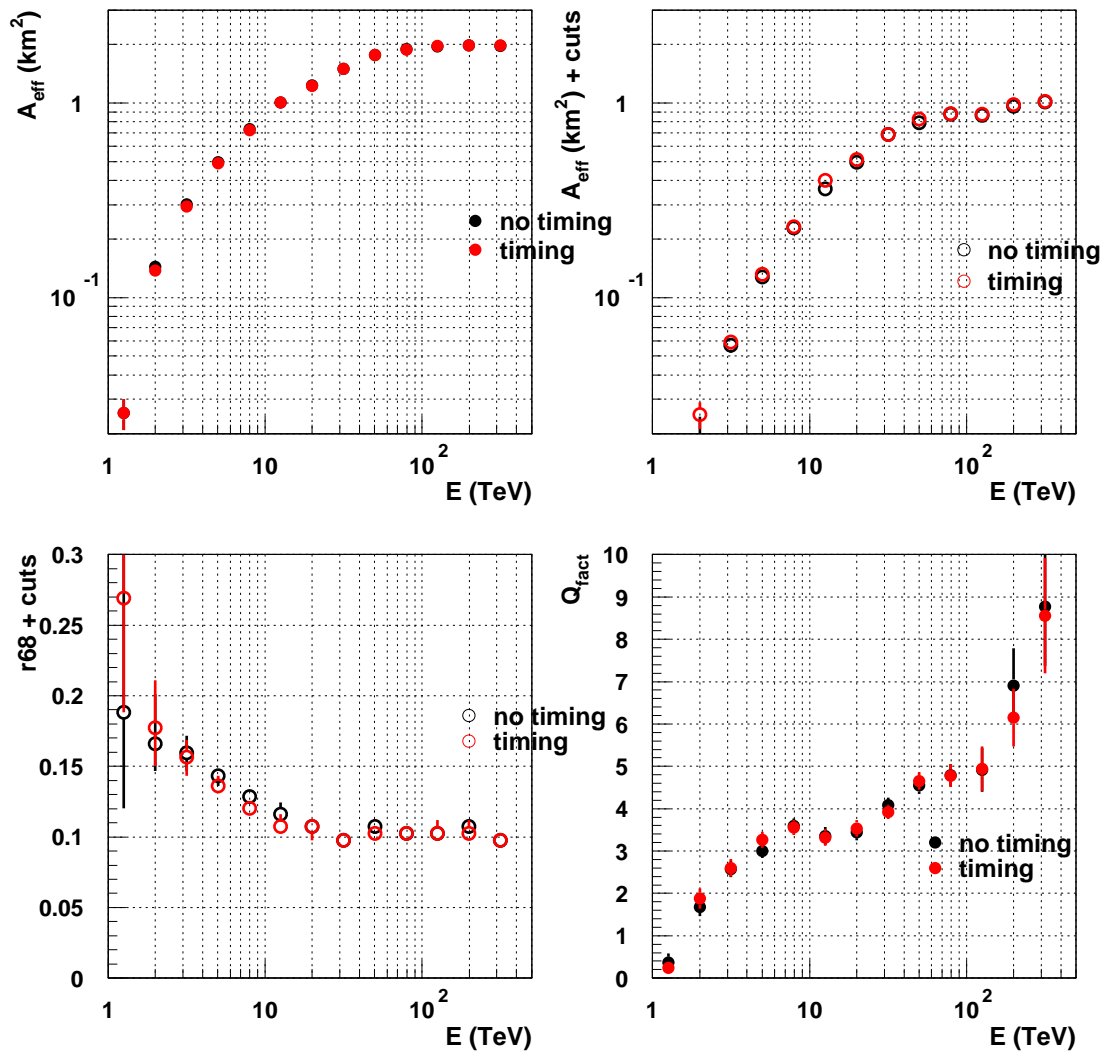 A_eff (km²)
1
10⁻¹
no timing
timing
1
10
10²
E (TeV)
A_eff (km²) + cuts
1
10⁻¹
no timing
timing
1
10
10²
E (TeV)
r68 + cuts
0.3
0.25
0.2
0.15
0.1
0.05
0
no timing
timing
1
10
10²
E (TeV)
Q_fact
10
9
8
7
6
5
4
3
2
1
0
no timing
timing
1
10
10²
E (TeV)